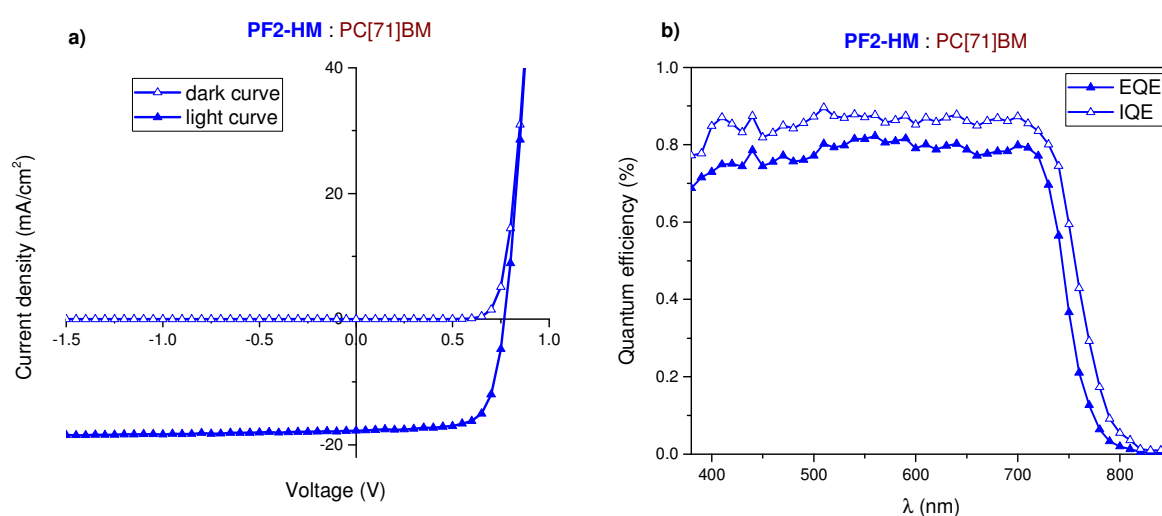 a)
PF2-HM : PC[71]BM
dark curve
light curve
Current density (mA/cm²)
40
20
0
-20
-1.5
-1.0
-0.5
0.0
0.5
1.0
Voltage (V)
b)
PF2-HM : PC[71]BM
EQE
IQE
Quantum efficiency (%)
1.0
0.8
0.6
0.4
0.2
0.0
400
500
600
700
800
λ (nm)